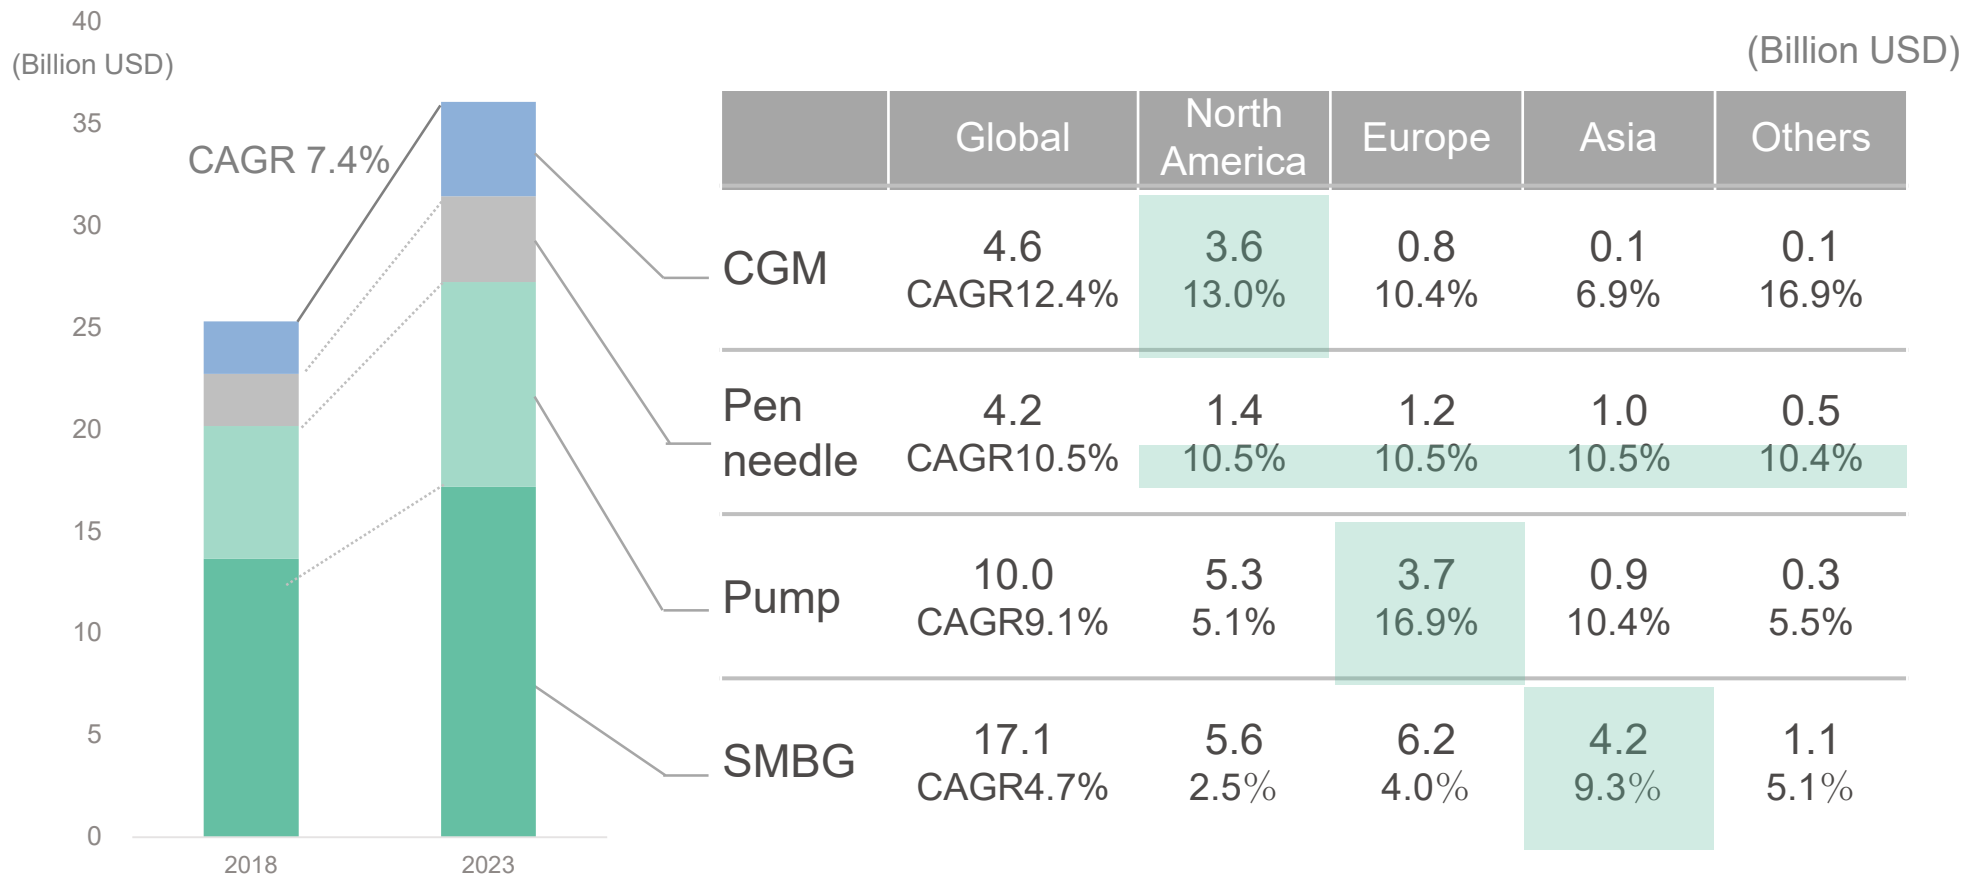 40
(Billion USD)
35
30
25
20
15
10
5
0
CAGR 7.4%
2018
2023
(Billion USD)
Global
North
America
Europe
Asia
Others
CGM
4.6
CAGR12.4%
3.6
13.0%
0.8
10.4%
0.1
6.9%
0.1
16.9%
Pen
needle
4.2
CAGR10.5%
1.4
10.5%
1.2
10.5%
1.0
10.5%
0.5
10.4%
Pump
10.0
CAGR9.1%
5.3
5.1%
3.7
16.9%
0.9
10.4%
0.3
5.5%
SMBG
17.1
CAGR4.7%
5.6
2.5%
6.2
4.0%
4.2
9.3%
1.1
5.1%